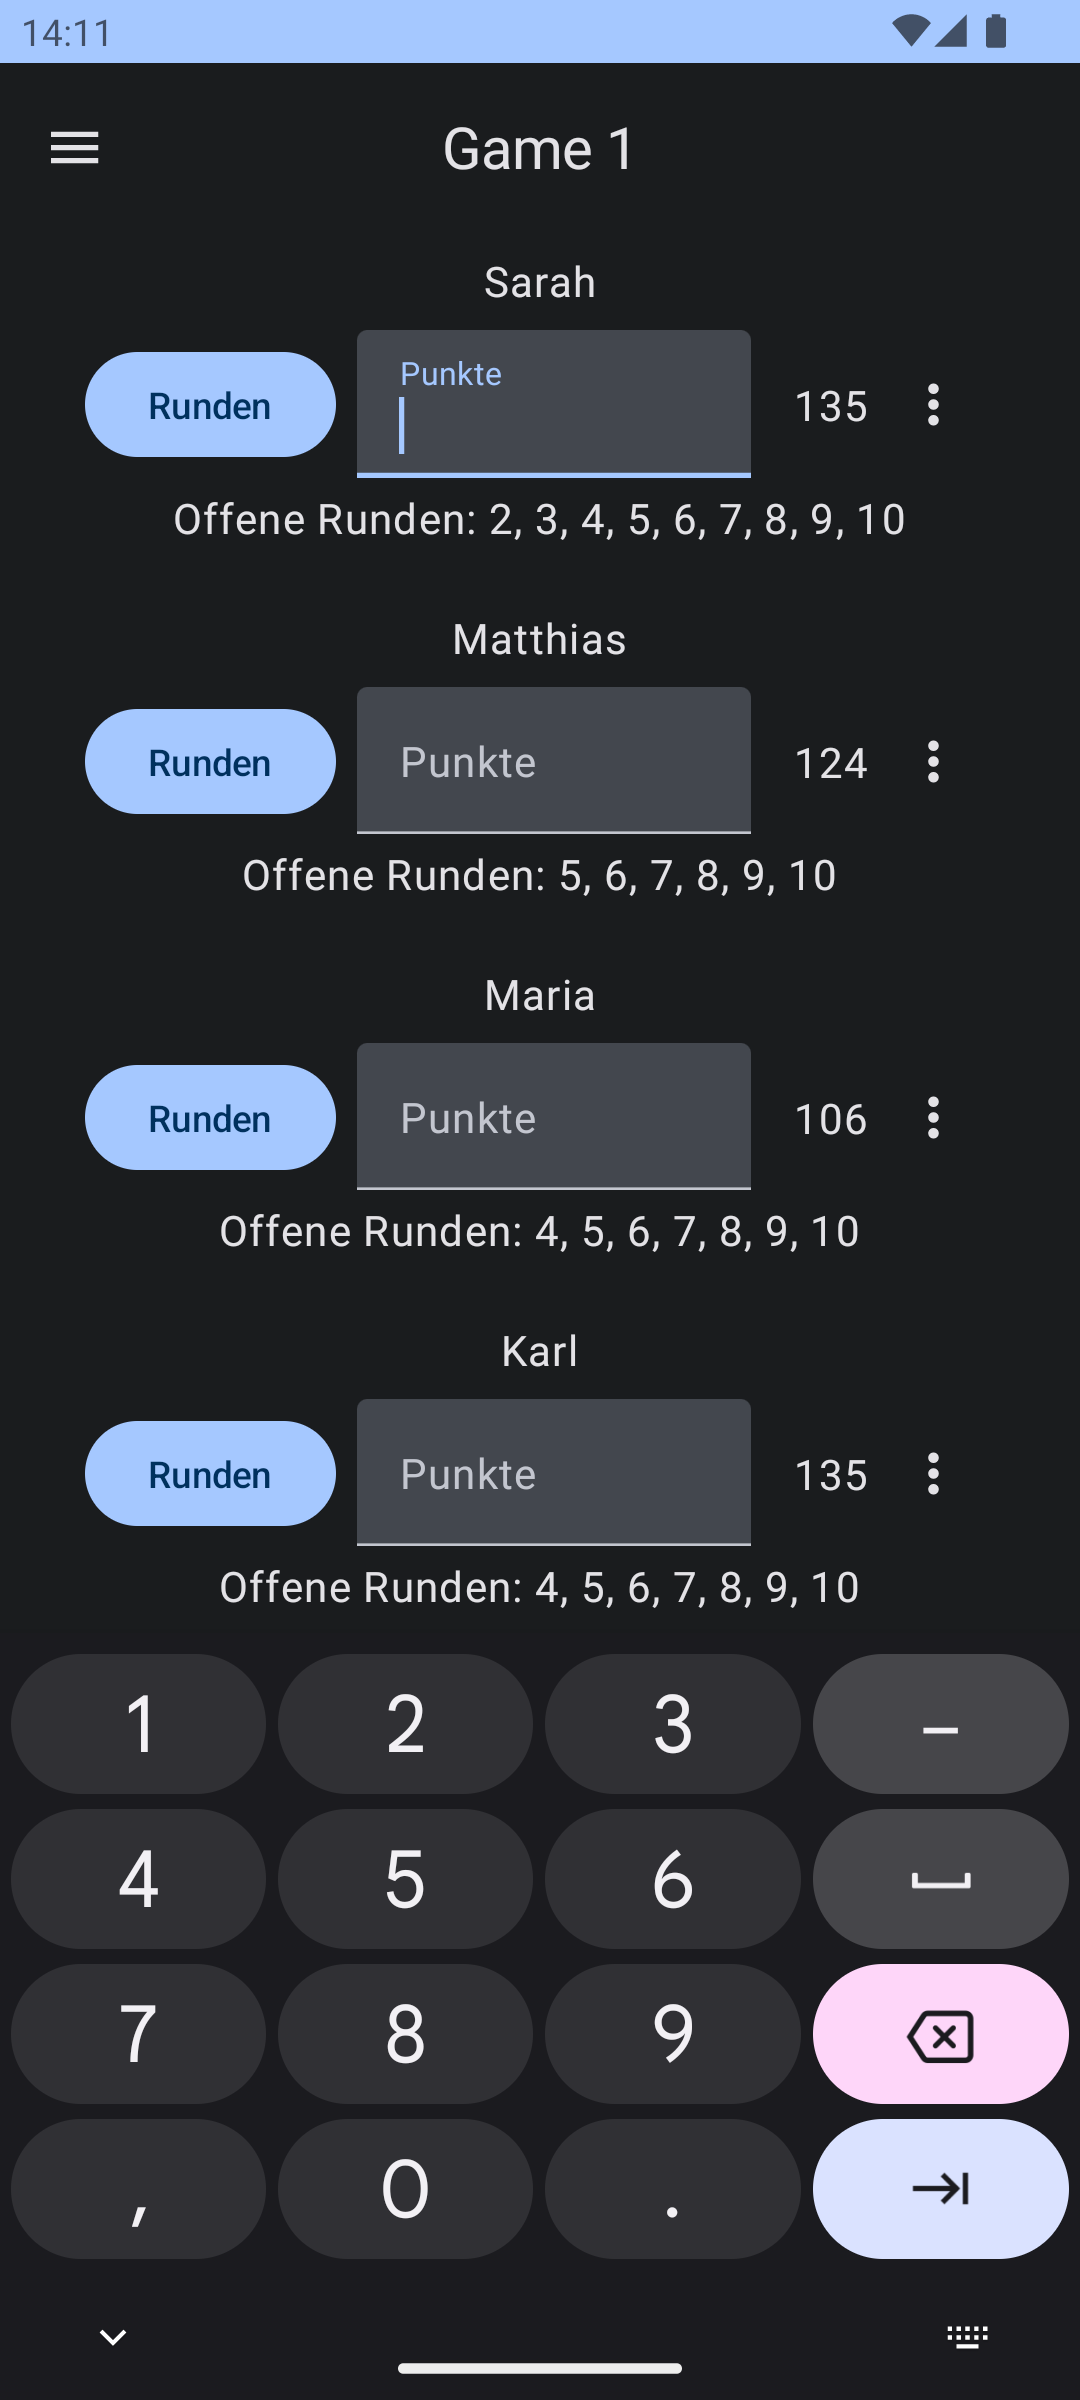 14:11
Game 1
Sarah
Runden
Punkte
135
Offene Runden: 2, 3, 4, 5, 6, 7, 8, 9, 10
Matthias
Runden
Punkte
124
Offene Runden: 5, 6, 7, 8, 9, 10
Maria
Runden
Punkte
106
Offene Runden: 4, 5, 6, 7, 8, 9, 10
Karl
Runden
Punkte
135
Offene Runden: 4, 5, 6, 7, 8, 9, 10
1 2 3 –
4 5 6
7 8 9
, 0 .